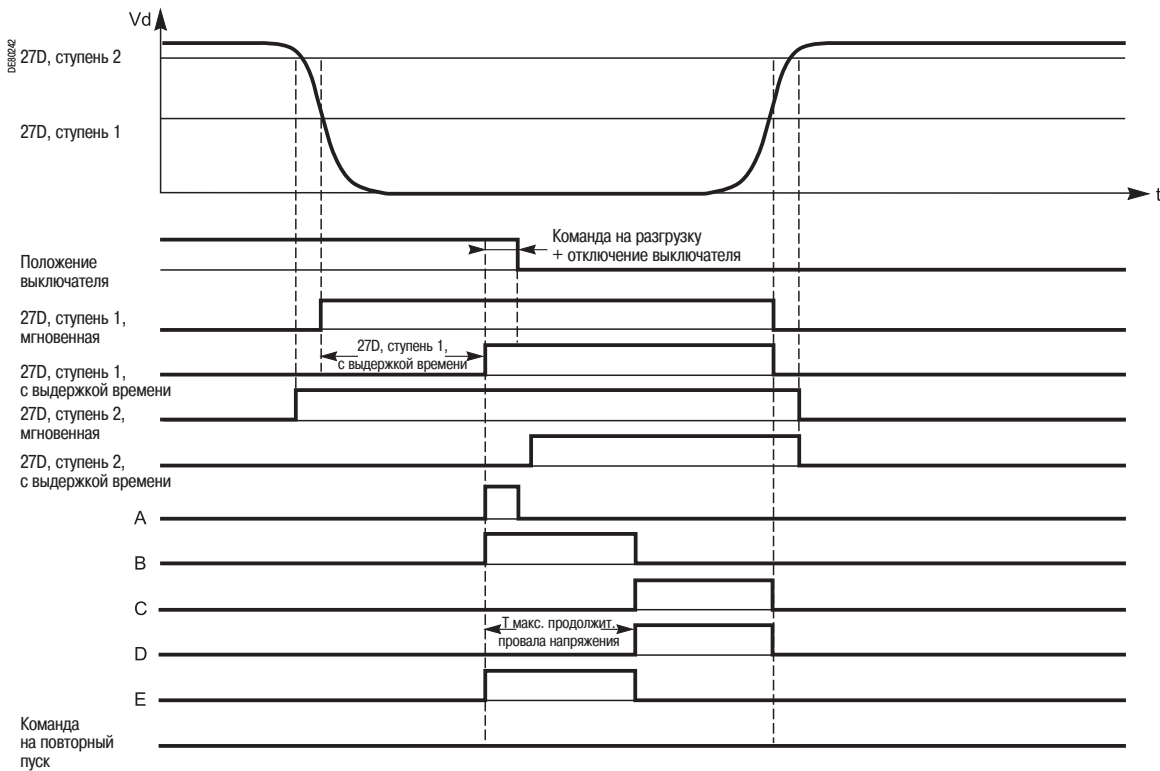 Vd
DE80242
27D, ступень 2
27D, ступень 1
t
Команда на разгрузку
+ отключение выключателя
Положение
выключателя
27D, ступень 1,
мгновенная
27D, ступень 1,
с выдержкой времени
27D, ступень 1,
с выдержкой времени
27D, ступень 2,
мгновенная
27D, ступень 2,
с выдержкой времени
A
B
C
T макс. продолжит.
провала напряжения
D
E
Команда
на повторный
пуск